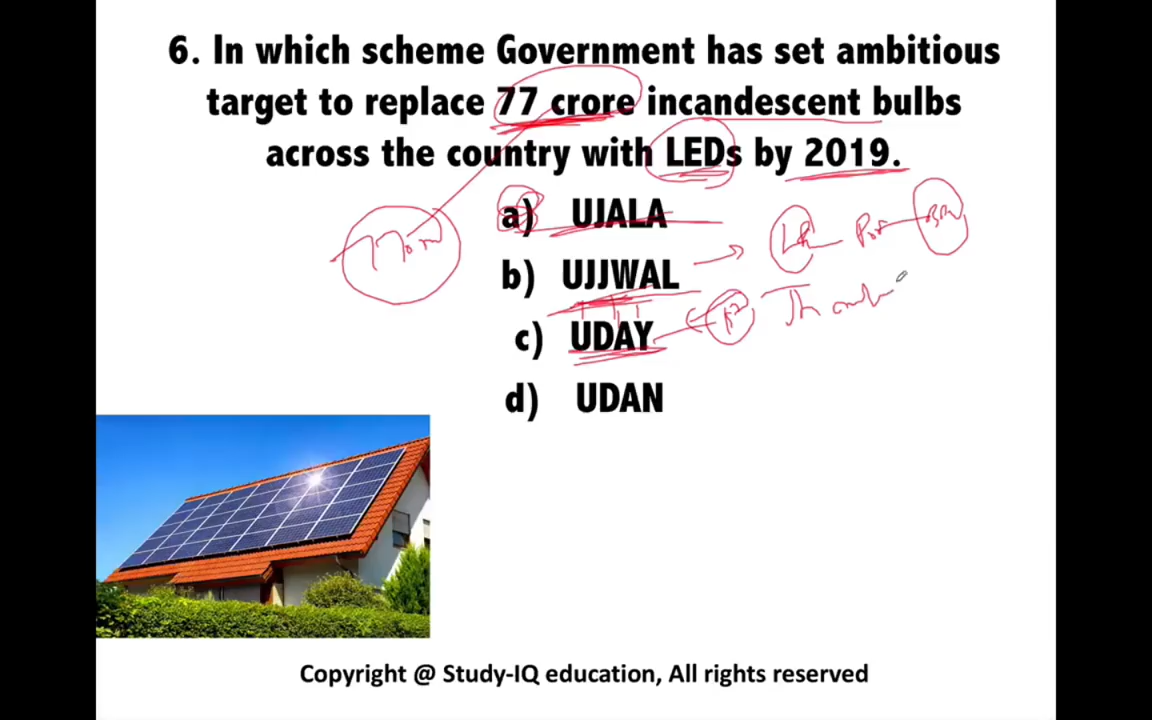 6. In which scheme Government has set ambitious
target to replace 77 crore incandescent bulbs
across the country with LEDs by 2019.
a) UJALA
b) UJJWAL
c) UDAY
d) UDAN
Copyright @ Study-IQ education, All rights reserved